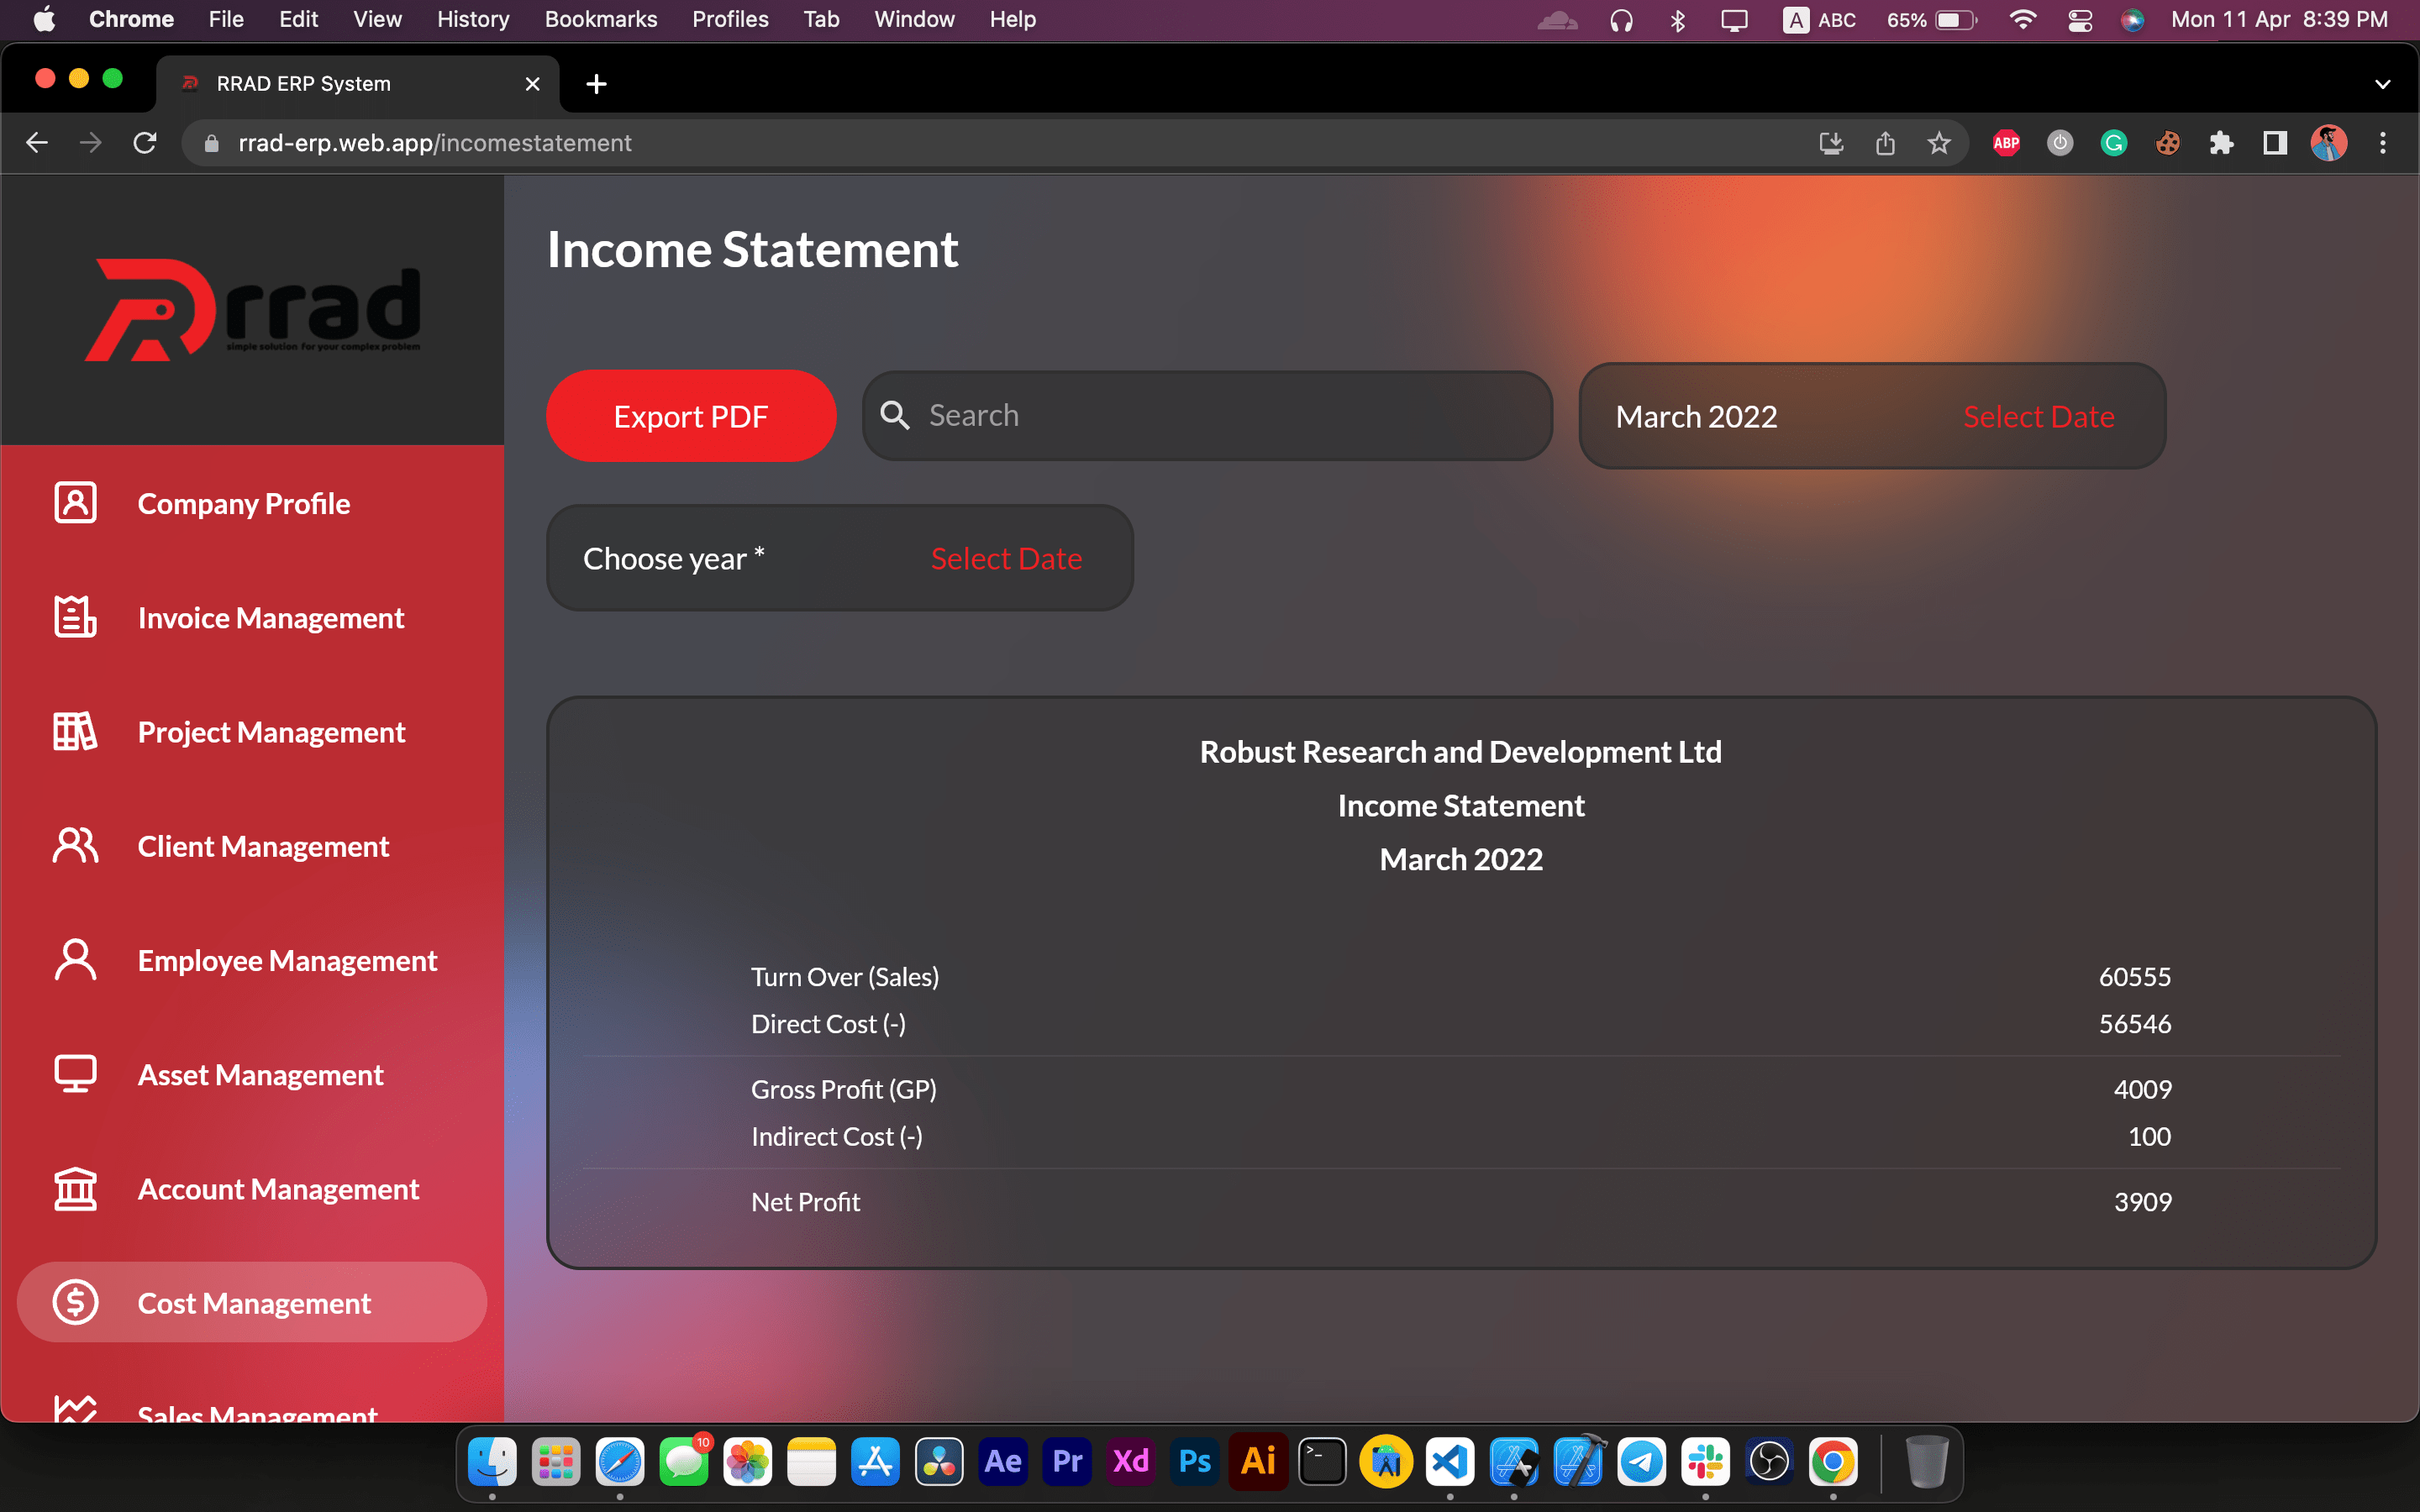 Chrome File Edit View History Bookmarks Profiles Tab Window Help A ABC 65% Mon 11 Apr 8:39 PM
RRAD ERP System
rrad-erp.web.app/incomestatement ABP
rrad
simple solution for your complex problem
Income Statement
Export PDF Search March 2022 Select Date
Choose year * Select Date
Company Profile
Invoice Management
Project Management
Client Management
Employee Management
Asset Management
Account Management
Cost Management
Sales Management
Robust Research and Development Ltd
Income Statement
March 2022
Turn Over (Sales) 60555
Direct Cost (-) 56546
Gross Profit (GP) 4009
Indirect Cost (-) 100
Net Profit 3909
10
Ae Pr Xd Ps Ai >_